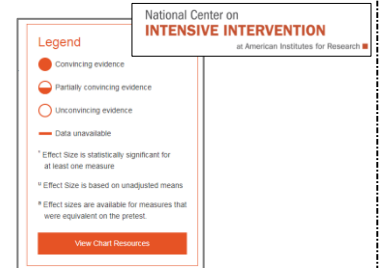 National Center on
INTENSIVE INTERVENTION
at American Institutes for Research
Legend
Convincing evidence
Partially convincing evidence
Unconvincing evidence
Data unavailable
* Effect Size is statistically significant for
at least one measure
u Effect Size is based on unadjusted means
Effect sizes are available for measures that
were equivalent on the pretest.
View Chart Resources